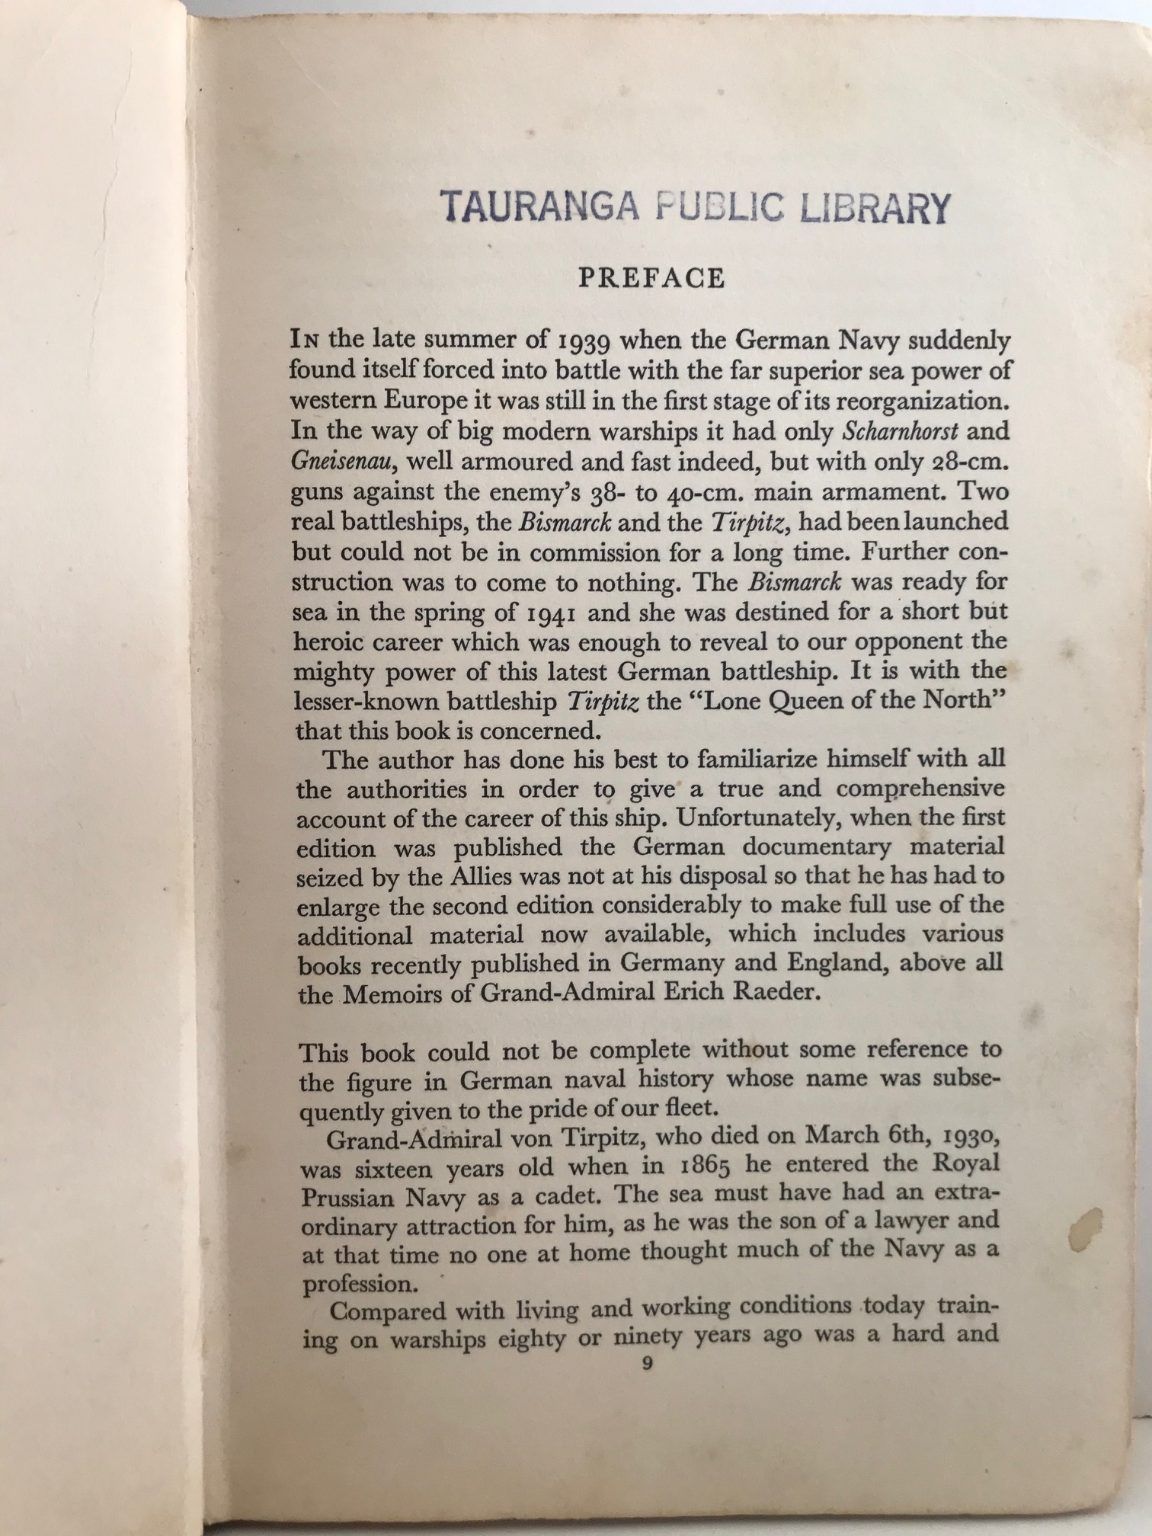 TAURANGA PUBLIC LIBRARY
PREFACE
IN the late summer of 1939 when the German Navy suddenly
found itself forced into battle with the far superior sea power of
western Europe it was still in the first stage of its reorganization.
In the way of big modern warships it had only Scharnhorst and
Gneisenau, well armoured and fast indeed, but with only 28-cm.
guns against the enemy's 38- to 40-cm. main armament. Two
real battleships, the Bismarck and the Tirpitz, had been launched
but could not be in commission for a long time. Further con-
struction was to come to nothing. The Bismarck was ready for
sea in the spring of 1941 and she was destined for a short but
heroic career which was enough to reveal to our opponent the
mighty power of this latest German battleship. It is with the
lesser-known battleship Tirpitz the “Lone Queen of the North”
that this book is concerned.
The author has done his best to familiarize himself with all
the authorities in order to give a true and comprehensive
account of the career of this ship. Unfortunately, when the first
edition was published the German documentary material
seized by the Allies was not at his disposal so that he has had to
enlarge the second edition considerably to make full use of the
additional material now available, which includes various
books recently published in Germany and England, above all
the Memoirs of Grand-Admiral Erich Raeder.
This book could not be complete without some reference to
the figure in German naval history whose name was subse-
quently given to the pride of our fleet.
Grand-Admiral von Tirpitz, who died on March 6th, 1930,
was sixteen years old when in 1865 he entered the Royal
Prussian Navy as a cadet. The sea must have had an extra-
ordinary attraction for him, as he was the son of a lawyer and
at that time no one at home thought much of the Navy as a
profession.
Compared with living and working conditions today train-
ing on warships eighty or ninety years ago was a hard and
9